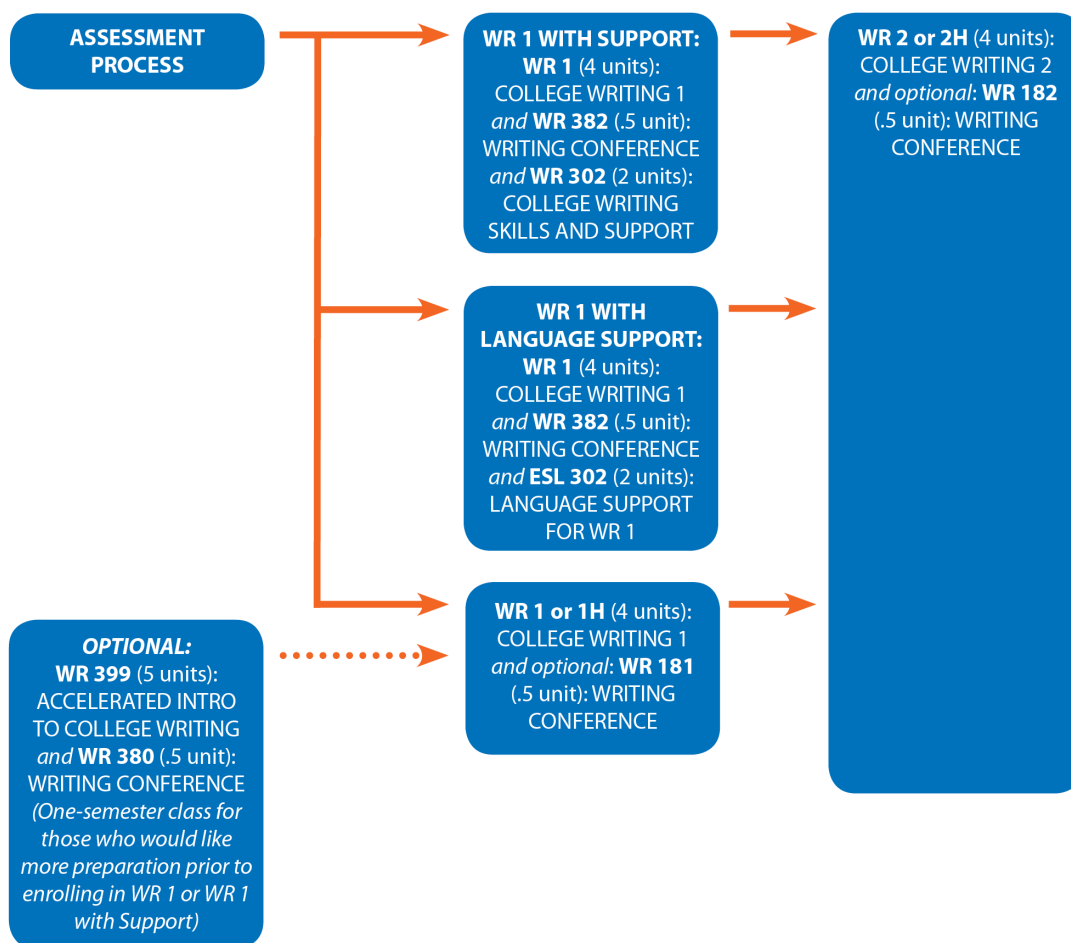 ASSESSMENT
PROCESS
WR 1 WITH SUPPORT:
WR 1 (4 units):
COLLEGE WRITING 1
and WR 382 (.5 unit):
WRITING CONFERENCE
and WR 302 (2 units):
COLLEGE WRITING
SKILLS AND SUPPORT
WR 2 or 2H (4 units):
COLLEGE WRITING 2
and optional: WR 182
(.5 unit): WRITING
CONFERENCE
WR 1 WITH
LANGUAGE SUPPORT:
WR 1 (4 units):
COLLEGE WRITING 1
and WR 382 (.5 unit):
WRITING CONFERENCE
and ESL 302 (2 units):
LANGUAGE SUPPORT
FOR WR 1
WR 1 or 1H (4 units):
COLLEGE WRITING 1
and optional: WR 181
(.5 unit): WRITING
CONFERENCE
OPTIONAL:
WR 399 (5 units):
ACCELERATED INTRO
TO COLLEGE WRITING
and WR 380 (.5 unit):
WRITING CONFERENCE
(One-semester class for
those who would like
more preparation prior to
enrolling in WR 1 or WR 1
with Support)